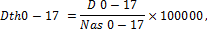 Dth0 − 17 = D 0 − 17 / Nas 0 − 17 × 100000,